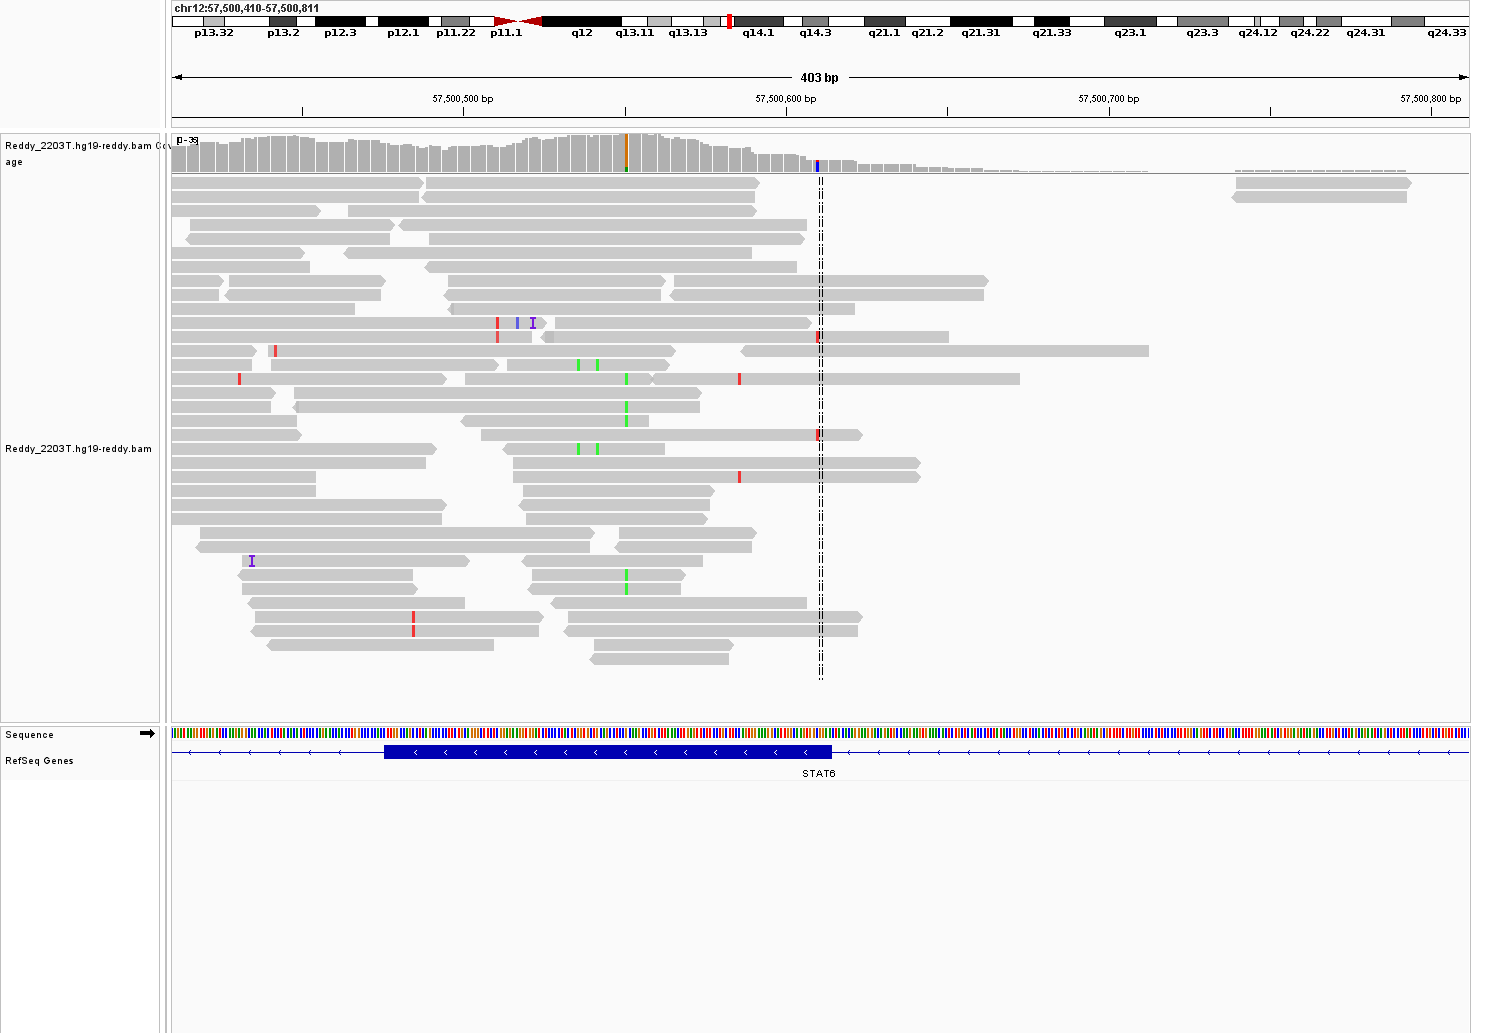 chr12:57,500,410-57,500,811
p13.32 p13.2 p12.3 p12.1 p11.22 p11.1 q12 q13.11 q13.13 q14.1 q14.3 q21.1 q21.2 q21.31 q21.33 q23.1 q23.3 q24.12 q24.22 q24.31 q24.33
403 bp
57,500,500 bp 57,500,600 bp 57,500,700 bp 57,500,800 bp
Reddy_2203T.hg19-reddy.bam Cov
age
Reddy_2203T.hg19-reddy.bam
Sequence
RefSeq Genes
STAT6